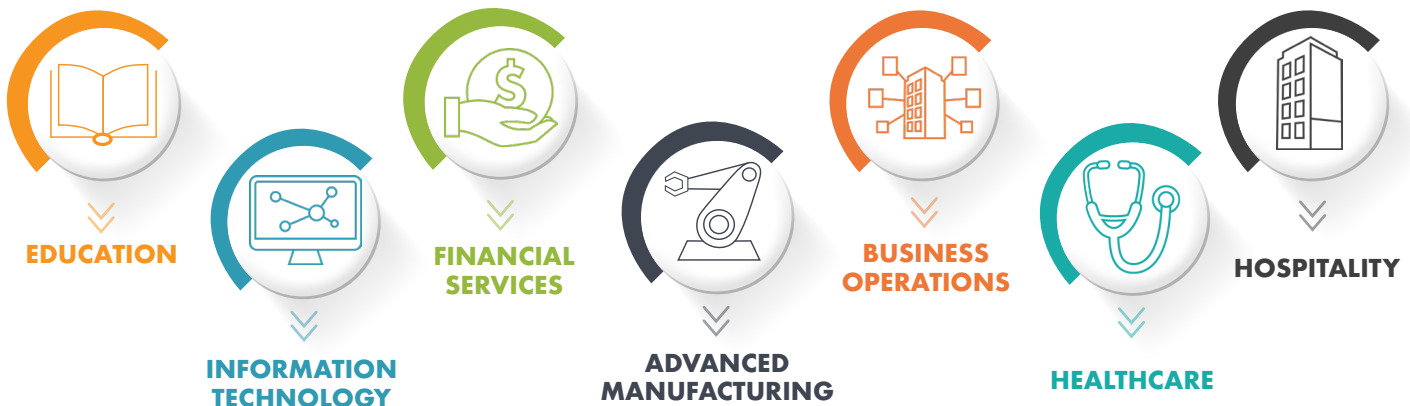 EDUCATION
INFORMATION
TECHNOLOGY
$
FINANCIAL
SERVICES
ADVANCED
MANUFACTURING
BUSINESS
OPERATIONS
HEALTHCARE
HOSPITALITY